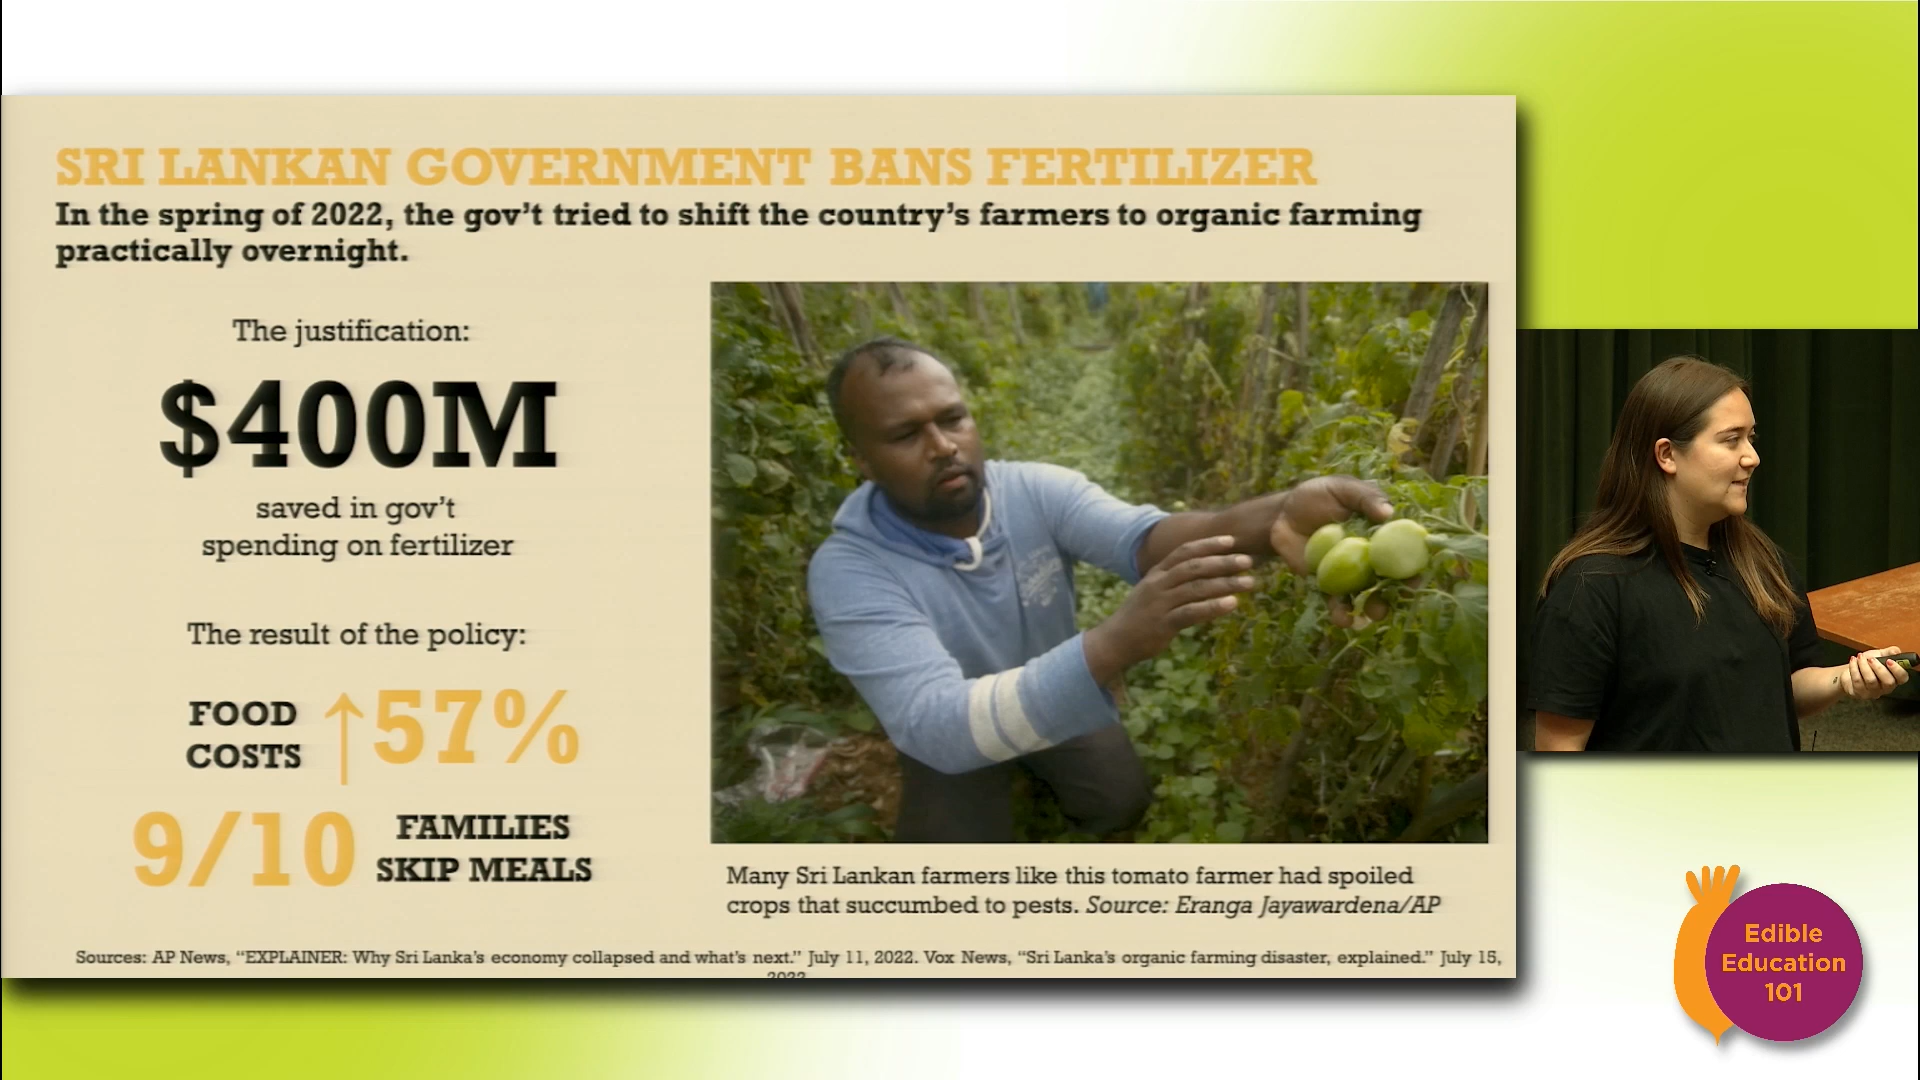 SRI LANKAN GOVERNMENT BANS FERTILIZER
In the spring of 2022, the gov't tried to shift the country's farmers to organic farming
practically overnight.
The justification:
$400M
saved in gov't
spending on fertilizer
The result of the policy:
FOOD
COSTS
↑57%
9/10
FAMILIES
SKIP MEALS
Many Sri Lankan farmers like this tomato farmer had spoiled
crops that succumbed to pests. Source: Eranga Jayawardena/AP
Sources: AP News, “EXPLAINER: Why Sri Lanka's economy collapsed and what's next.” July 11, 2022. Vox News, “Sri Lanka's organic farming disaster, explained.” July 15,
2022
Edible
Education
101